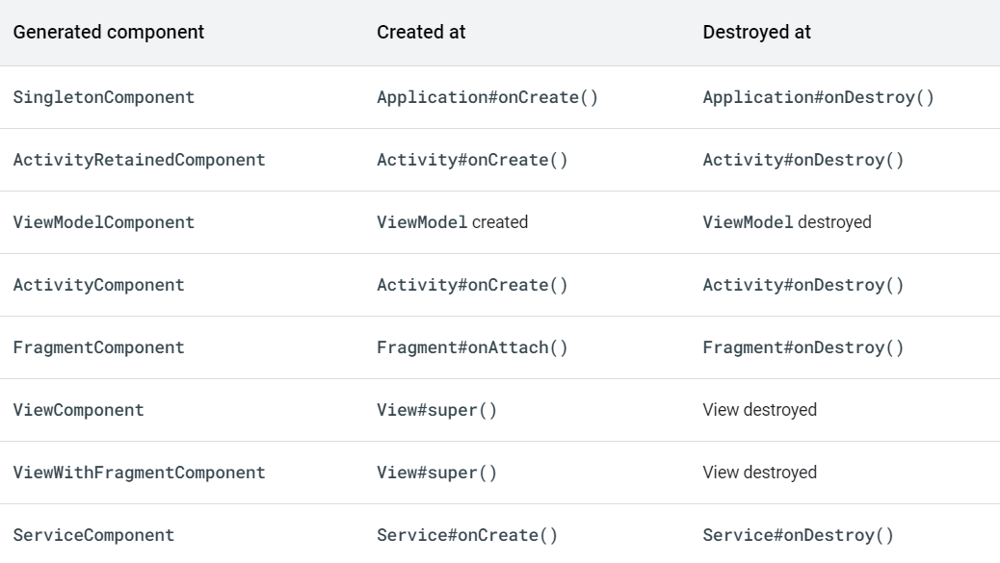 Generated component Created at Destroyed at
SingletonComponent Application#onCreate() Application#onDestroy()
ActivityRetainedComponent Activity#onCreate() Activity#onDestroy()
ViewModelComponent ViewModel created ViewModel destroyed
ActivityComponent Activity#onCreate() Activity#onDestroy()
FragmentComponent Fragment#onAttach() Fragment#onDestroy()
ViewComponent View#super() View destroyed
ViewWithFragmentComponent View#super() View destroyed
ServiceComponent Service#onCreate() Service#onDestroy()